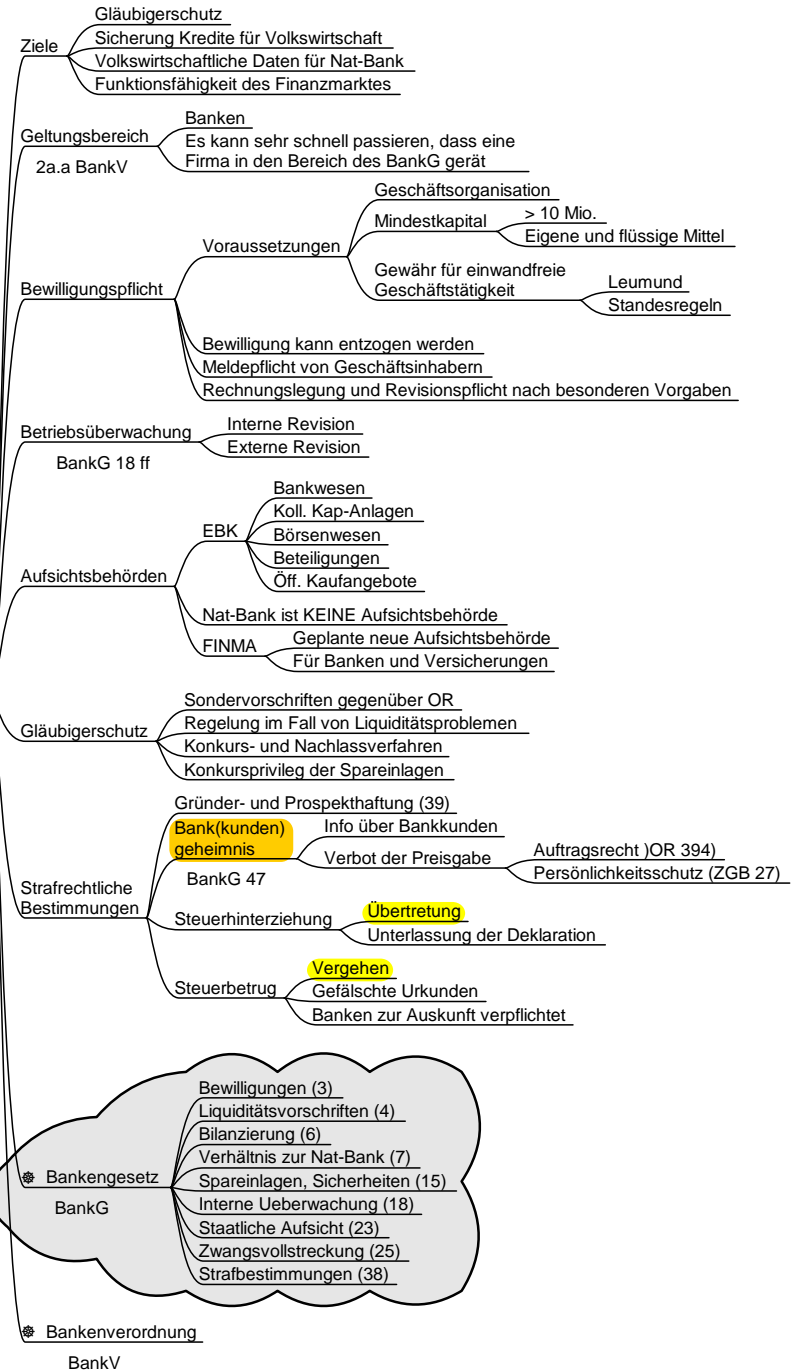 Ziele
Gläubigerschutz
Sicherung Kredite für Volkswirtschaft
Volkswirtschaftliche Daten für Nat-Bank
Funktionsfähigkeit des Finanzmarktes
Geltungsbereich
2a.a BankV
Banken
Es kann sehr schnell passieren, dass eine
Firma in den Bereich des BankG gerät
Bewilligungspflicht
Voraussetzungen
Geschäftsorganisation
Mindestkapital
> 10 Mio.
Eigene und flüssige Mittel
Gewähr für einwandfreie
Geschäftstätigkeit
Leumund
Standesregeln
Bewilligung kann entzogen werden
Meldepflicht von Geschäftsinhabern
Rechnungslegung und Revisionspflicht nach besonderen Vorgaben
Betriebsüberwachung
BankG 18 ff
Interne Revision
Externe Revision
Aufsichtsbehörden
EBK
Bankwesen
Koll. Kap-Anlagen
Börsenwesen
Beteiligungen
Öff. Kaufangebote
Nat-Bank ist KEINE Aufsichtsbehörde
FINMA
Geplante neue Aufsichtsbehörde
Für Banken und Versicherungen
Gläubigerschutz
Sondervorschriften gegenüber OR
Regelung im Fall von Liquiditätsproblemen
Konkurs- und Nachlassverfahren
Konkursprivileg der Spareinlagen
Strafrechtliche
Bestimmungen
Gründer- und Prospekthaftung (39)
Bank(kunden)
geheimnis
BankG 47
Info über Bankkunden
Verbot der Preisgabe
Auftragsrecht )OR 394)
Persönlichkeitsschutz (ZGB 27)
Steuerhinterziehung
Übertretung
Unterlassung der Deklaration
Steuerbetrug
Vergehen
Gefälschte Urkunden
Banken zur Auskunft verpflichtet
Bankengesetz
BankG
Bewilligungen (3)
Liquiditätsvorschriften (4)
Bilanzierung (6)
Verhältnis zur Nat-Bank (7)
Spareinlagen, Sicherheiten (15)
Interne Ueberwachung (18)
Staatliche Aufsicht (23)
Zwangsvollstreckung (25)
Strafbestimmungen (38)
Bankenverordnung
BankV